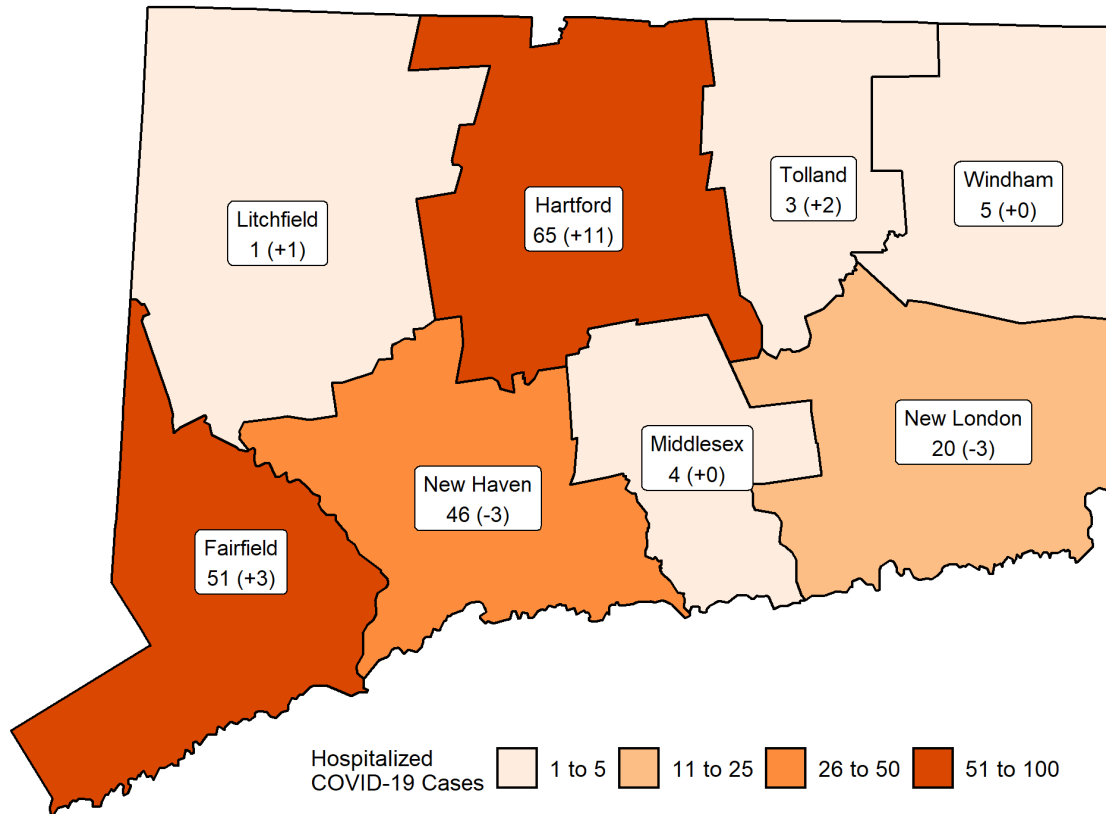 Litchfield
1 (+1)
Hartford
65 (+11)
Tolland
3 (+2)
Windham
5 (+0)
Fairfield
51 (+3)
New Haven
46 (-3)
Middlesex
4 (+0)
New London
20 (-3)
Hospitalized
COVID-19 Cases
1 to 5
11 to 25
26 to 50
51 to 100